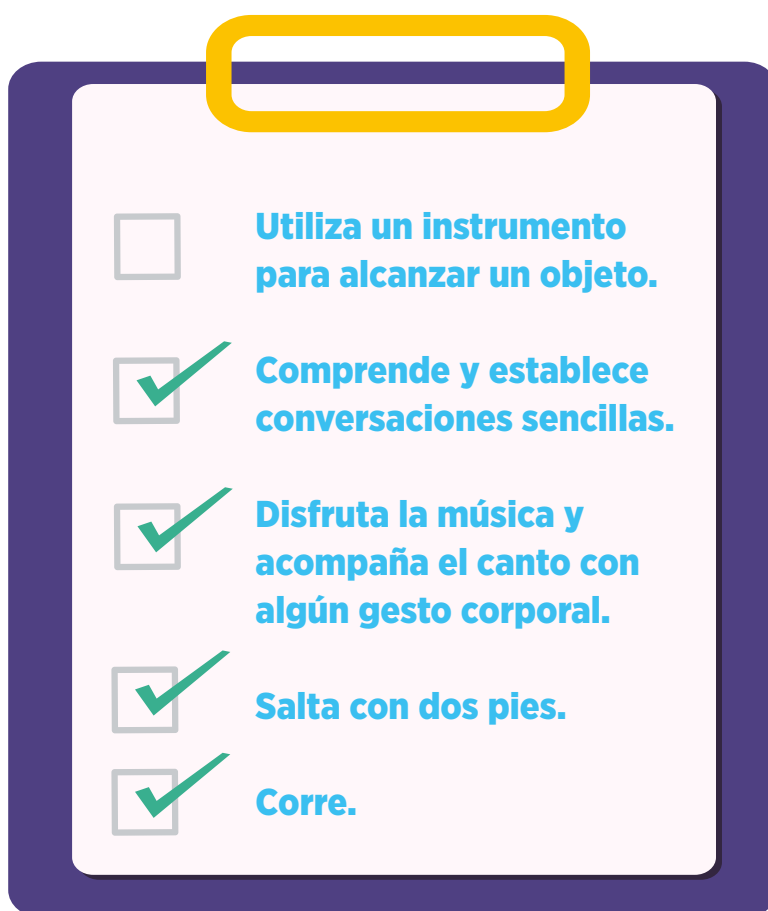 Utiliza un instrumento
para alcanzar un objeto.
Comprende y establece
conversaciones sencillas.
Disfruta la música y
acompaña el canto con
algún gesto corporal.
Salta con dos pies.
Corre.